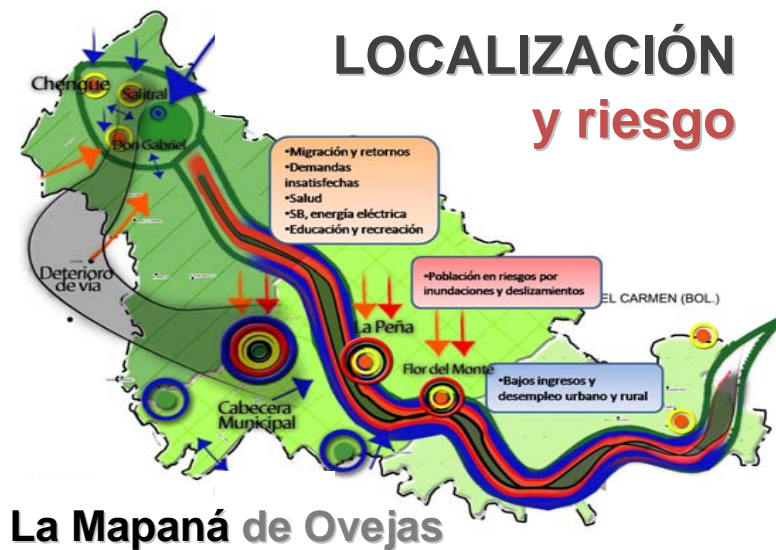 LOCALIZACIÓN
y riesgo
Chengue
Salitral
Don Gabriel
•Migración y retornos
•Demandas
insatisfechas
•Salud
•SB, energía eléctrica
•Educación y recreación
Deterioro
de vía
•Población en riesgos por
inundaciones y deslizamientos
EL CARMEN (BOL.)
La Peña
Flor del Monte
•Bajos ingresos y
desempleo urbano y rural
Cabecera
Municipal
La Mapaná de Ovejas